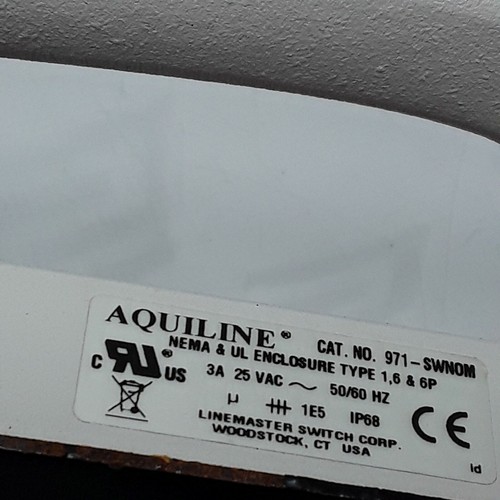 AQUILINE® CAT. NO. 971-SWNOM
NEMA & UL ENCLOSURE TYPE 1,6 & 6P
C RU® US 3A 25 VAC ~ 50/60 HZ
µ 1E5 IP68 CE
LINEMASTER SWITCH CORP.
WOODSTOCK, CT USA
Id